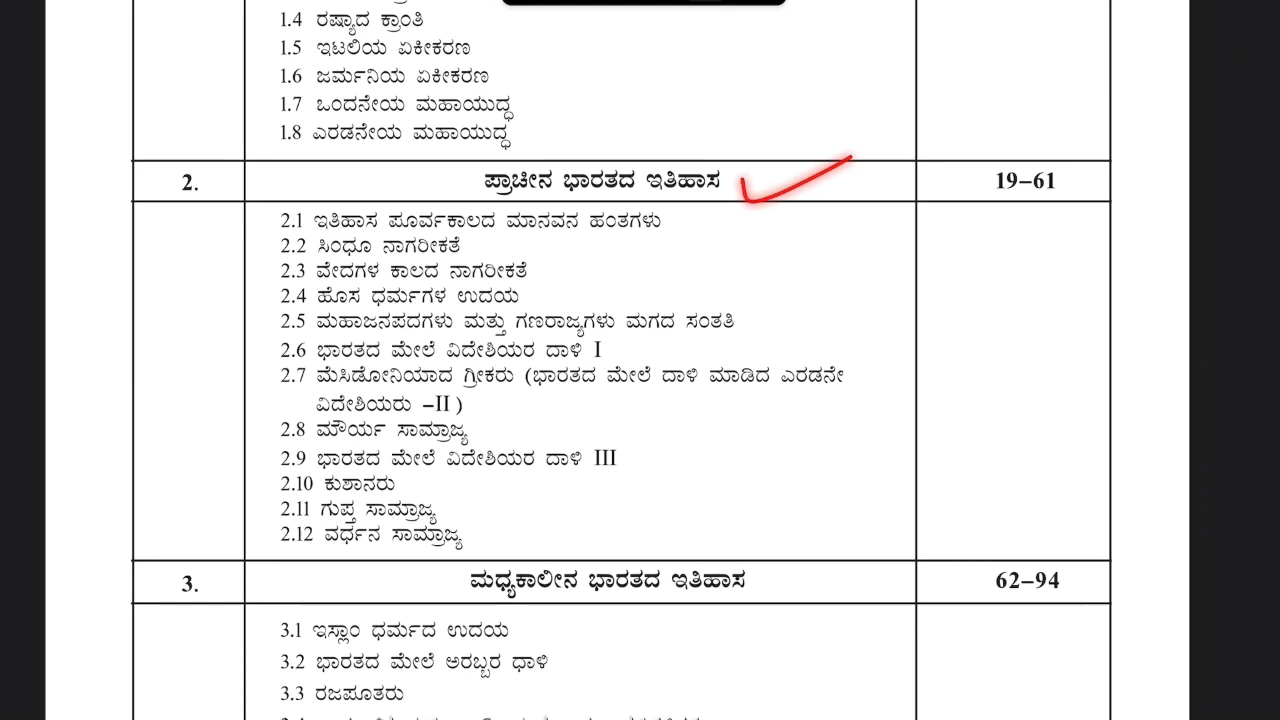 1.4 ರಷ್ಯಾದ ಕ್ರಾಂತಿ
1.5 ಇಟಲಿಯ ಏಕೀಕರಣ
1.6 ಜರ್ಮನಿಯ ಏಕೀಕರಣ
1.7 ಒಂದನೇಯ ಮಹಾಯುದ್ಧ
1.8 ಎರಡನೇಯ ಮಹಾಯುದ್ಧ
2. ಪ್ರಾಚೀನ ಭಾರತದ ಇತಿಹಾಸ 19–61
2.1 ಇತಿಹಾಸ ಪೂರ್ವಕಾಲದ ಮಾನವನ ಹಂತಗಳು
2.2 ಸಿಂಧೂ ನಾಗರೀಕತೆ
2.3 ವೇದಗಳ ಕಾಲದ ನಾಗರೀಕತೆ
2.4 ಹೊಸ ಧರ್ಮಗಳ ಉದಯ
2.5 ಮಹಾಜನಪದಗಳು ಮತ್ತು ಗಣರಾಜ್ಯಗಳು ಮಗದ ಸಂತತಿ
2.6 ಭಾರತದ ಮೇಲೆ ವಿದೇಶಿಯರ ದಾಳಿ I
2.7 ಮೆಸಿಡೋನಿಯಾದ ಗ್ರೀಕರು (ಭಾರತದ ಮೇಲೆ ದಾಳಿ ಮಾಡಿದ ಎರಡನೇ
ವಿದೇಶಿಯರು –II )
2.8 ಮೌರ್ಯ ಸಾಮ್ರಾಜ್ಯ
2.9 ಭಾರತದ ಮೇಲೆ ವಿದೇಶಿಯರ ದಾಳಿ III
2.10 ಕುಶಾನರು
2.11 ಗುಪ್ತ ಸಾಮ್ರಾಜ್ಯ
2.12 ವರ್ಧನ ಸಾಮ್ರಾಜ್ಯ
3. ಮಧ್ಯಕಾಲೀನ ಭಾರತದ ಇತಿಹಾಸ 62–94
3.1 ಇಸ್ಲಾಂ ಧರ್ಮದ ಉದಯ
3.2 ಭಾರತದ ಮೇಲೆ ಅರಬ್ಬರ ಧಾಳಿ
3.3 ರಜಪೂತರು